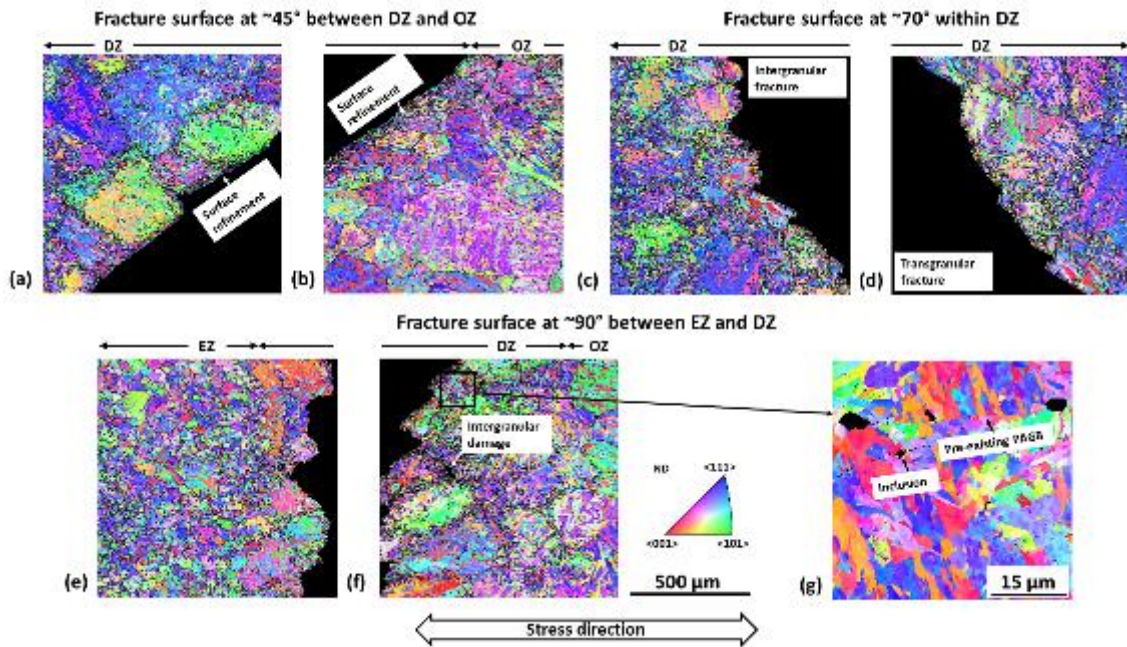 Fracture surface at ~45° between DZ and OZ
Fracture surface at ~70° within DZ
DZ
OZ
DZ
DZ
Surface refinement
Surface refinement
Intergranular fracture
Transgranular fracture
(a)
(b)
(c)
(d)
Fracture surface at ~90° between EZ and DZ
EZ
DZ
OZ
Intergranular damage
Pre-existing PAGB
Inclusion
ND
<111>
<001>
<101>
500 µm
15 µm
(e)
(f)
(g)
Stress direction